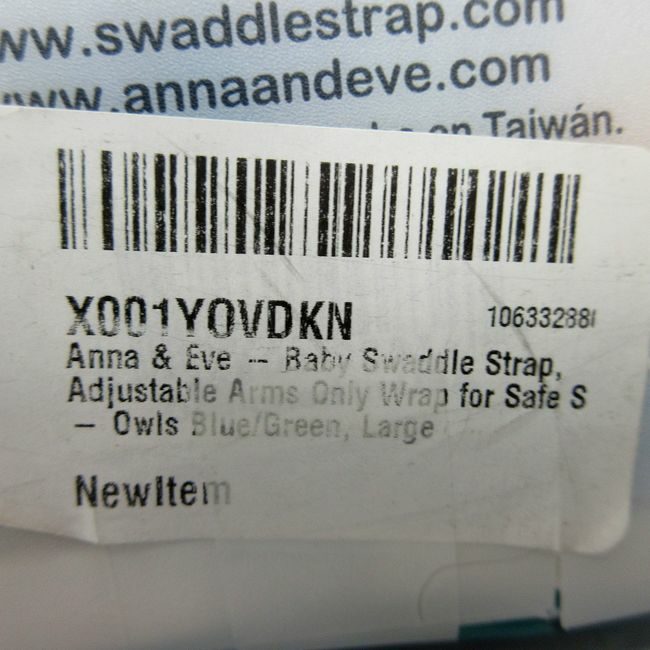 www.swaddlestrap.com
www.annaandeve.com
en Taiwán.
X001YOVDKN
Anna & Eve -- Baby Swaddle Strap,
Adjustable Arms Only Wrap for Safe S
— Owls Blue/Green, Large
NewItem